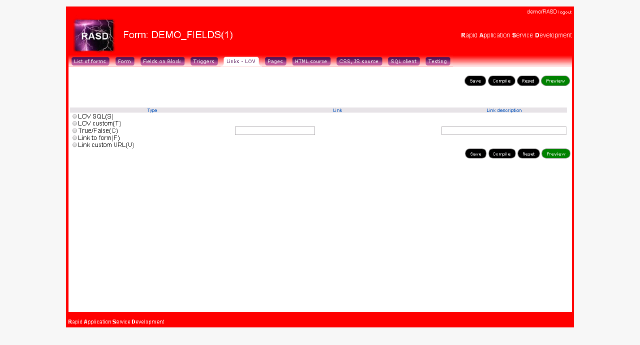 demo/RASD logout
RASD
Form: DEMO_FIELDS(1)
Rapid Application Service Development
List of forms Form Fields on Block Triggers Links - LOV Pages HTML source CSS, JS source SQL client Testing
Save Compile Reset Preview
Type Link Link description
LOV SQL(S)
LOV custom(T)
True/False(C)
Link to form(F)
Link custom URL(U)
Save Compile Reset Preview
Rapid Application Service Development